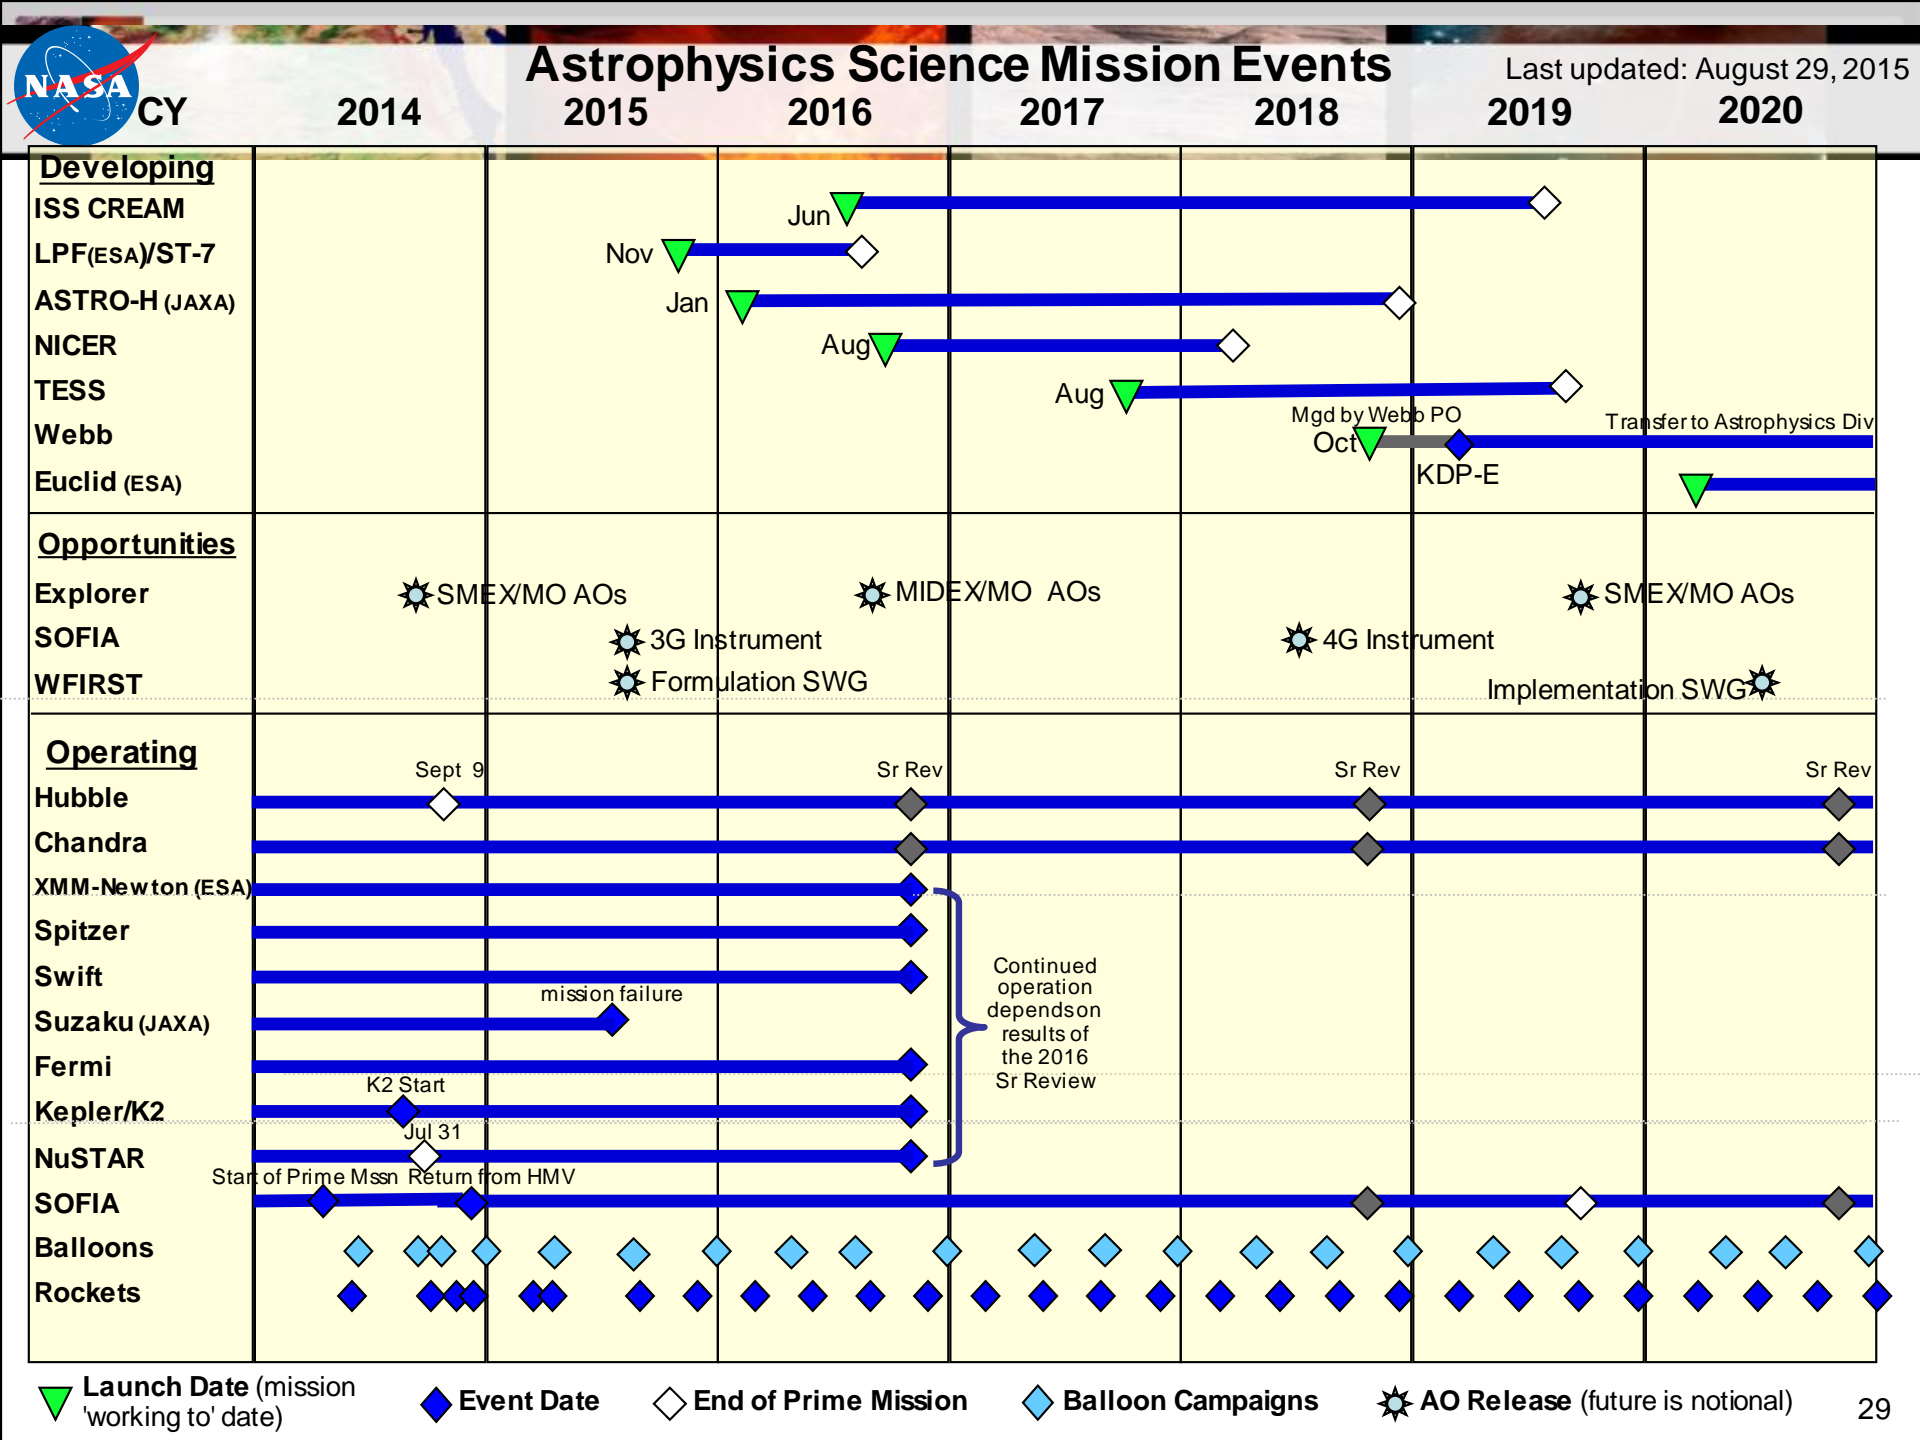 NASA
Astrophysics Science Mission Events
Last updated: August 29, 2015
CY 2014 2015 2016 2017 2018 2019 2020
Developing
ISS CREAM
Jun
LPF(ESA)/ST-7
Nov
ASTRO-H (JAXA)
Jan
NICER
Aug
TESS
Aug
Mgd by Webb PO
Transfer to Astrophysics Div
Webb
Oct
KDP-E
Euclid (ESA)
Opportunities
Explorer
SMEX/MO AOs
MIDEX/MO AOs
SMEX/MO AOs
SOFIA
3G Instrument
4G Instrument
WFIRST
Formulation SWG
Implementation SWG
Operating
Sept 9
Sr Rev
Sr Rev
Sr Rev
Hubble
Chandra
XMM-Newton (ESA)
Spitzer
Swift
mission failure
Suzaku (JAXA)
Continued
operation
depends on
results of
the 2016
Sr Review
Fermi
K2 Start
Kepler/K2
Jul 31
NuSTAR
Start of Prime Mssn
Return from HMV
SOFIA
Balloons
Rockets
Launch Date (mission
'working to' date)
Event Date
End of Prime Mission
Balloon Campaigns
AO Release (future is notional)
29